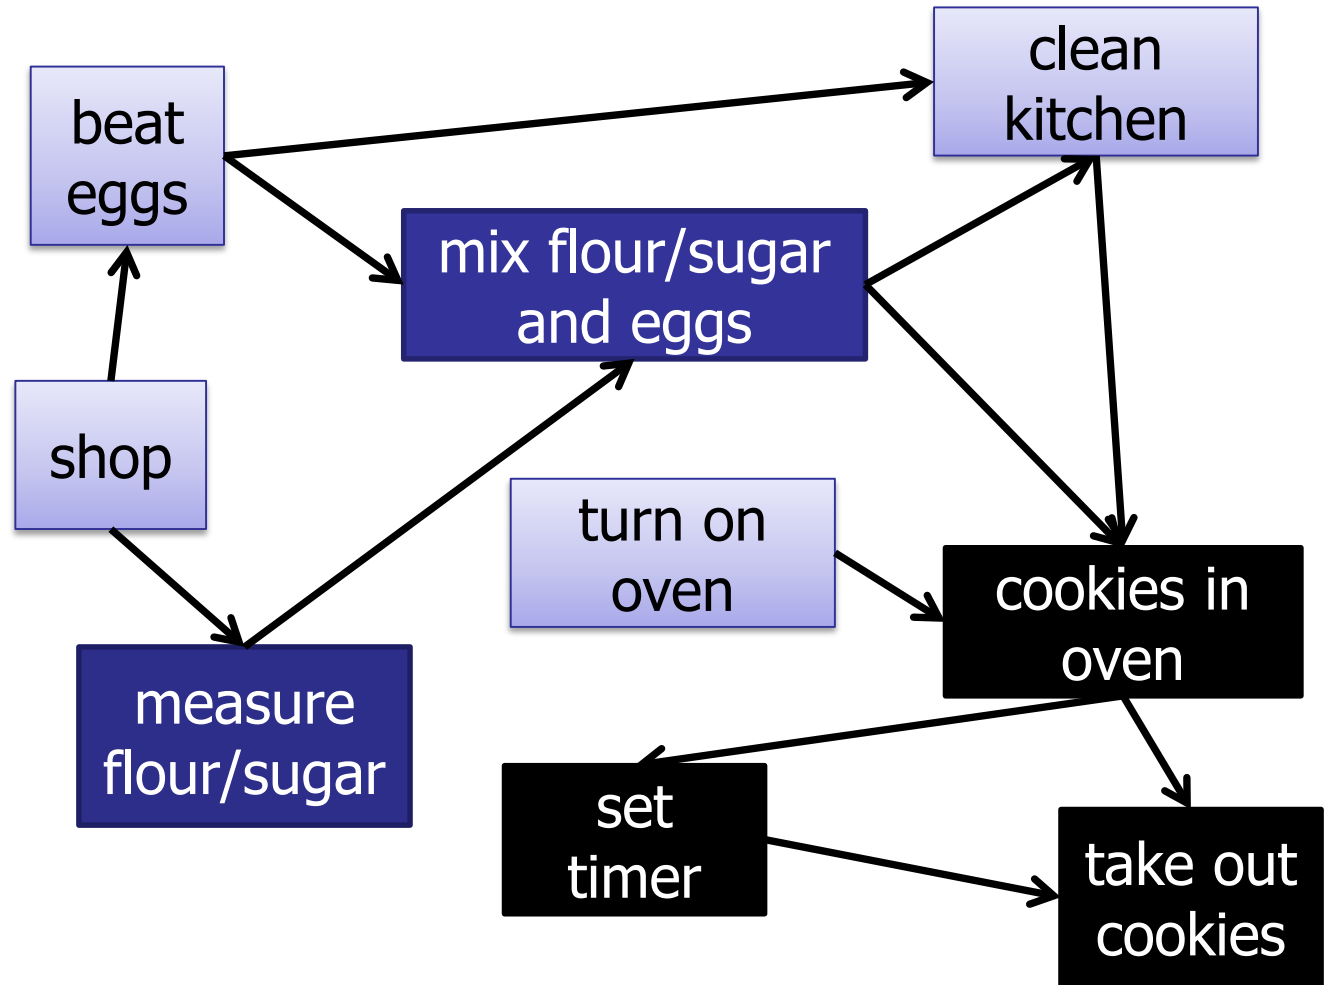 beat
eggs
clean
kitchen
mix flour/sugar
and eggs
shop
turn on
oven
cookies in
oven
measure
flour/sugar
set
timer
take out
cookies